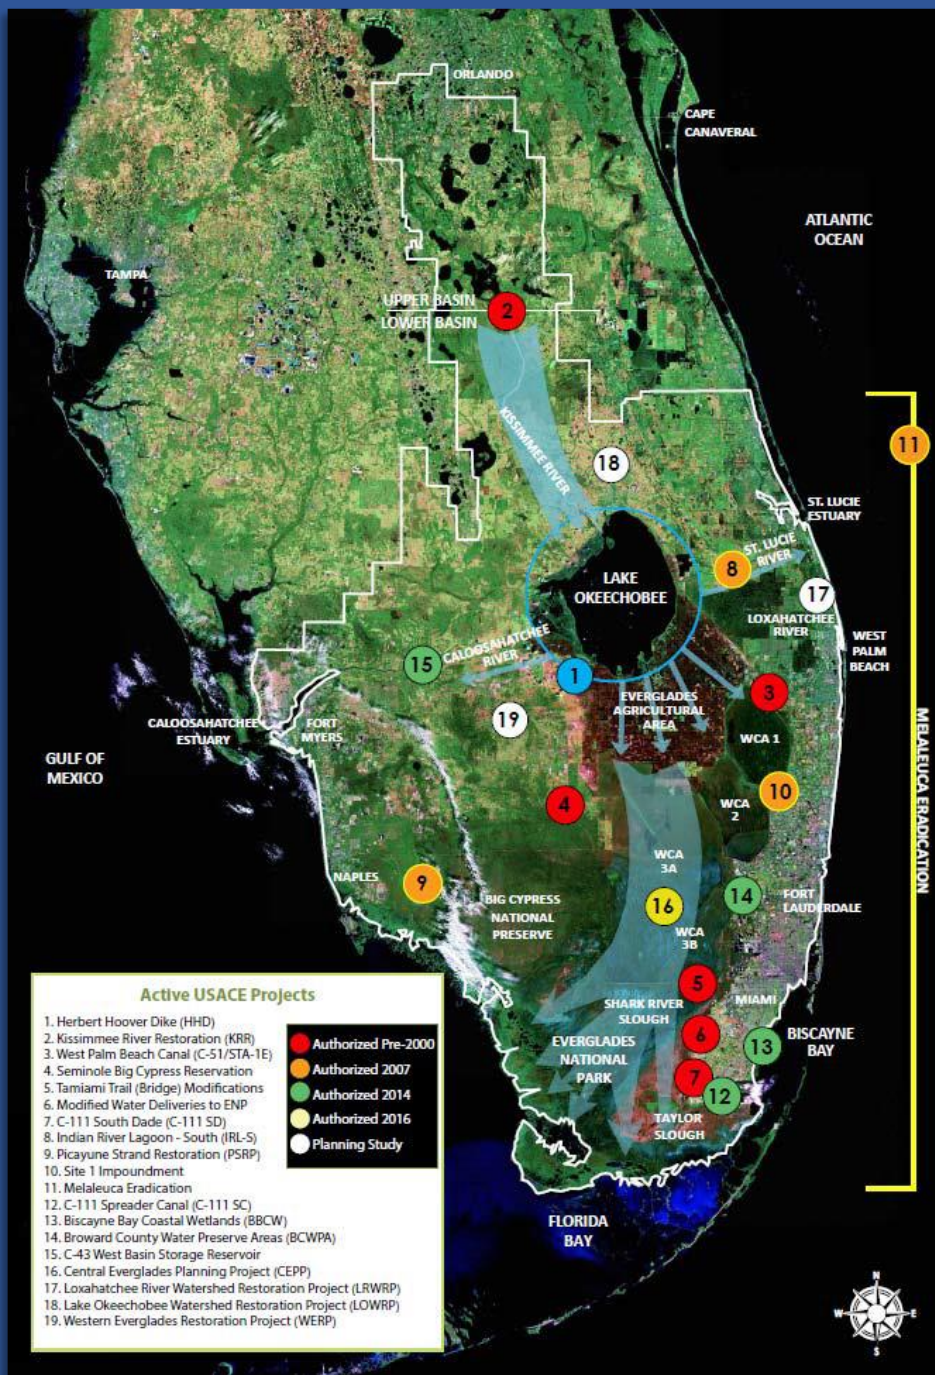 ORLANDO
CAPE
CANAVERAL
ATLANTIC
OCEAN
TAMPA
UPPER BASIN
LOWER BASIN
2
KISSIMMEE RIVER
11
18
ST. LUCIE
ESTUARY
ST. LUCIE
RIVER
8
LAKE
OKEECHOBEE
17
LOXAHATCHEE
RIVER
WEST
PALM
BEACH
CALOOSAHATCHEE
RIVER
15
1
3
EVERGLADES
AGRICULTURAL
AREA
19
CALOOSAHATCHEE
ESTUARY
FORT
MYERS
WCA 1
GULF OF
MEXICO
MELALEUCA ERADICATION
10
4
WCA
2
WCA
3A
NAPLES
9
BIG CYPRESS
NATIONAL
PRESERVE
16
14
FORT
LAUDERDALE
WCA
3B
5
MIAMI
SHARK RIVER
SLOUGH
6
BISCAYNE
BAY
13
EVERGLADES
NATIONAL
PARK
7
12
TAYLOR
SLOUGH
FLORIDA
BAY
Active USACE Projects
1. Herbert Hoover Dike (HHD)
2. Kissimmee River Restoration (KRR)
3. West Palm Beach Canal (C-51/STA-1E)
4. Seminole Big Cypress Reservation
5. Tamiami Trail (Bridge) Modifications
6. Modified Water Deliveries to ENP
7. C-111 South Dade (C-111 SD)
8. Indian River Lagoon - South (IRL-S)
9. Picayune Strand Restoration (PSRP)
10. Site 1 Impoundment
11. Melaleuca Eradication
12. C-111 Spreader Canal (C-111 SC)
13. Biscayne Bay Coastal Wetlands (BBCW)
14. Broward County Water Preserve Areas (BCWPA)
15. C-43 West Basin Storage Reservoir
16. Central Everglades Planning Project (CEPP)
17. Loxahatchee River Watershed Restoration Project (LRWRP)
18. Lake Okeechobee Watershed Restoration Project (LOWRP)
19. Western Everglades Restoration Project (WERP)
Authorized Pre-2000
Authorized 2007
Authorized 2014
Authorized 2016
Planning Study
N
W
E
S